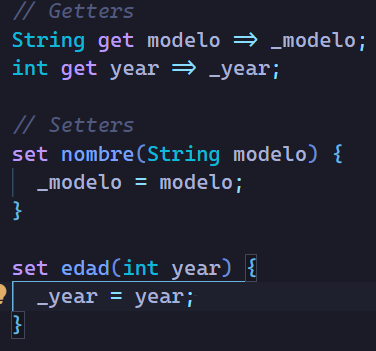 // Getters
String get modelo => _modelo;
int get year => _year;
// Setters
set nombre(String modelo) {
_modelo = modelo;
}
set edad(int year) {
_year = year;
}